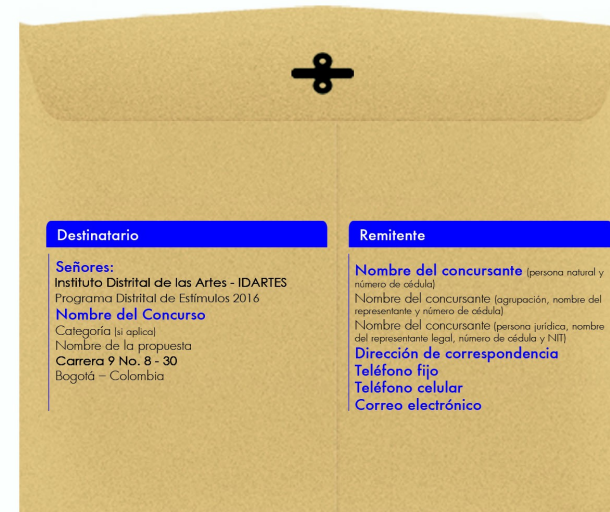 Destinatario
Señores:
Instituto Distrital de las Artes - IDARTES
Programa Distrital de Estímulos 2016
Nombre del Concurso
Categoría (si aplica)
Nombre de la propuesta
Carrera 9 No. 8 - 30
Bogotá – Colombia
Remitente
Nombre del concursante (persona natural y
número de cédula)
Nombre del concursante (agrupación, nombre del
representante y número de cédula)
Nombre del concursante (persona jurídica, nombre
del representante legal, número de cédula y NIT)
Dirección de correspondencia
Teléfono fijo
Teléfono celular
Correo electrónico